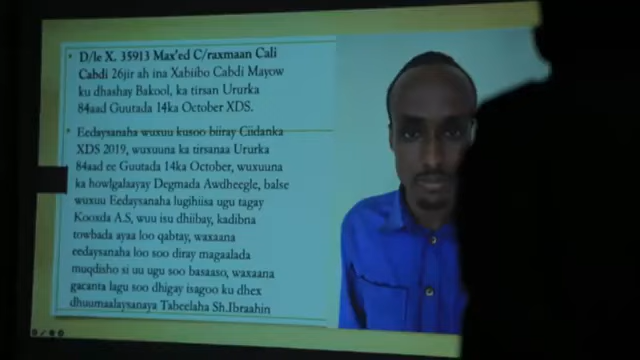 D/le X. 35913 Max'ed C/raxmaan Cali
Cabdi 26jir ah ina Xabiibo Cabdi Mayow
ku dhashay Bakool, ka tirsan Ururka
84aad Guutada 14ka October XDS.
Eedaysanaha wuxuu kusoo biiray Ciidanka
XDS 2019, wuxuuna ka tirsanaa Ururka
84aad ee Guutada 14ka October, wuxuuna
ka howlgalaayay Degmada Awdheegle, balse
wuxuu Eedaysanaha lugihiisa ugu tagay
Kooxda A.S, wuu isu dhiibay, kadibna
towbada ayaa loo qabtay, waxaana
eedaysanaha loo soo diray magaalada
muqdisho si uu ugu soo basaaso, waxaana
gacanta lagu soo dhigay isagoo ku dhex
dhuumaalaysanaya Tabeelaha Sh.Ibraahin